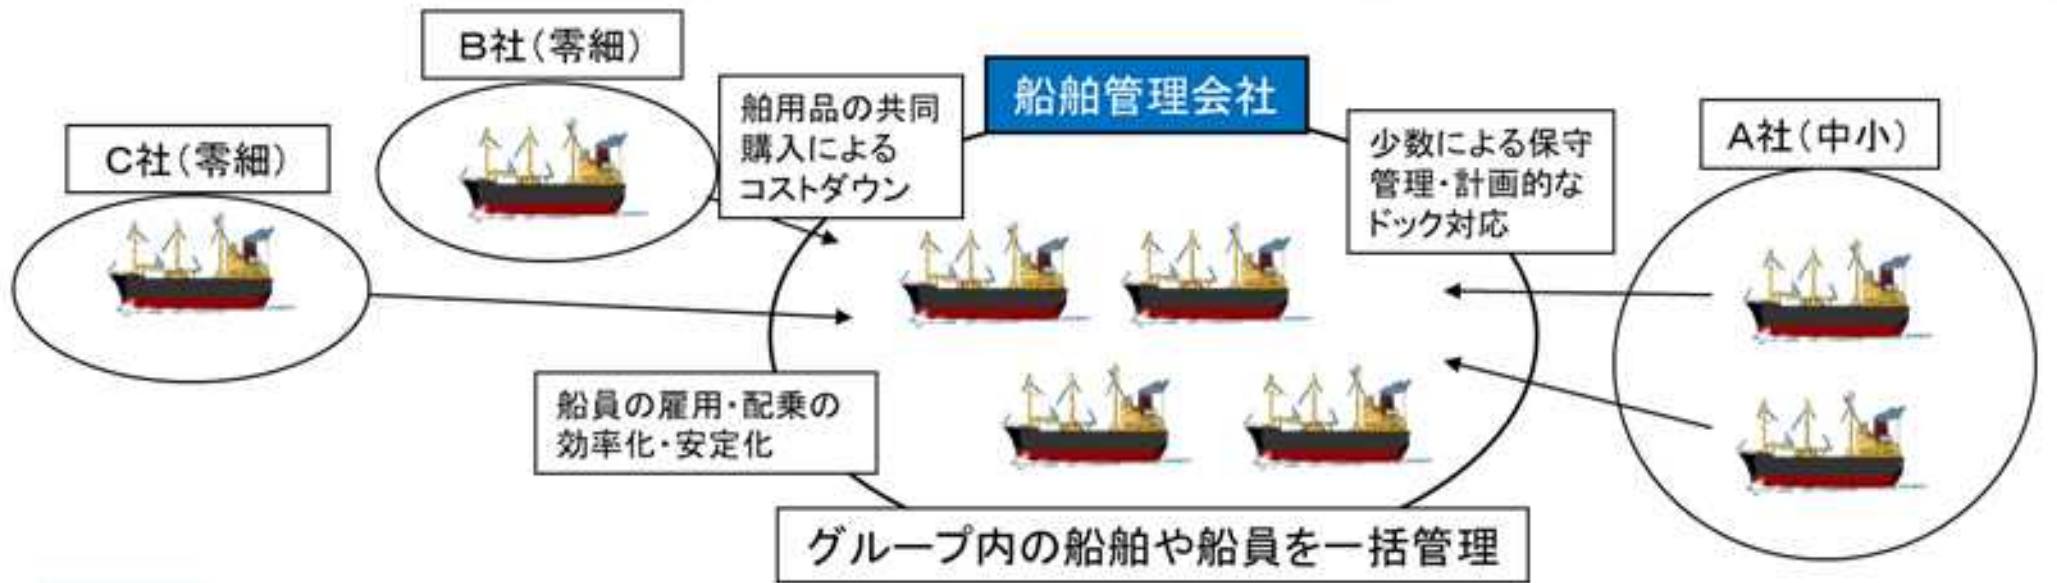 B社(零細)
船舶管理会社
舶用品の共同
購入による
コストダウン
少数による保守
管理・計画的な
ドック対応
A社(中小)
C社(零細)
船員の雇用・配乗の
効率化・安定化
グループ内の船舶や船員を一括管理